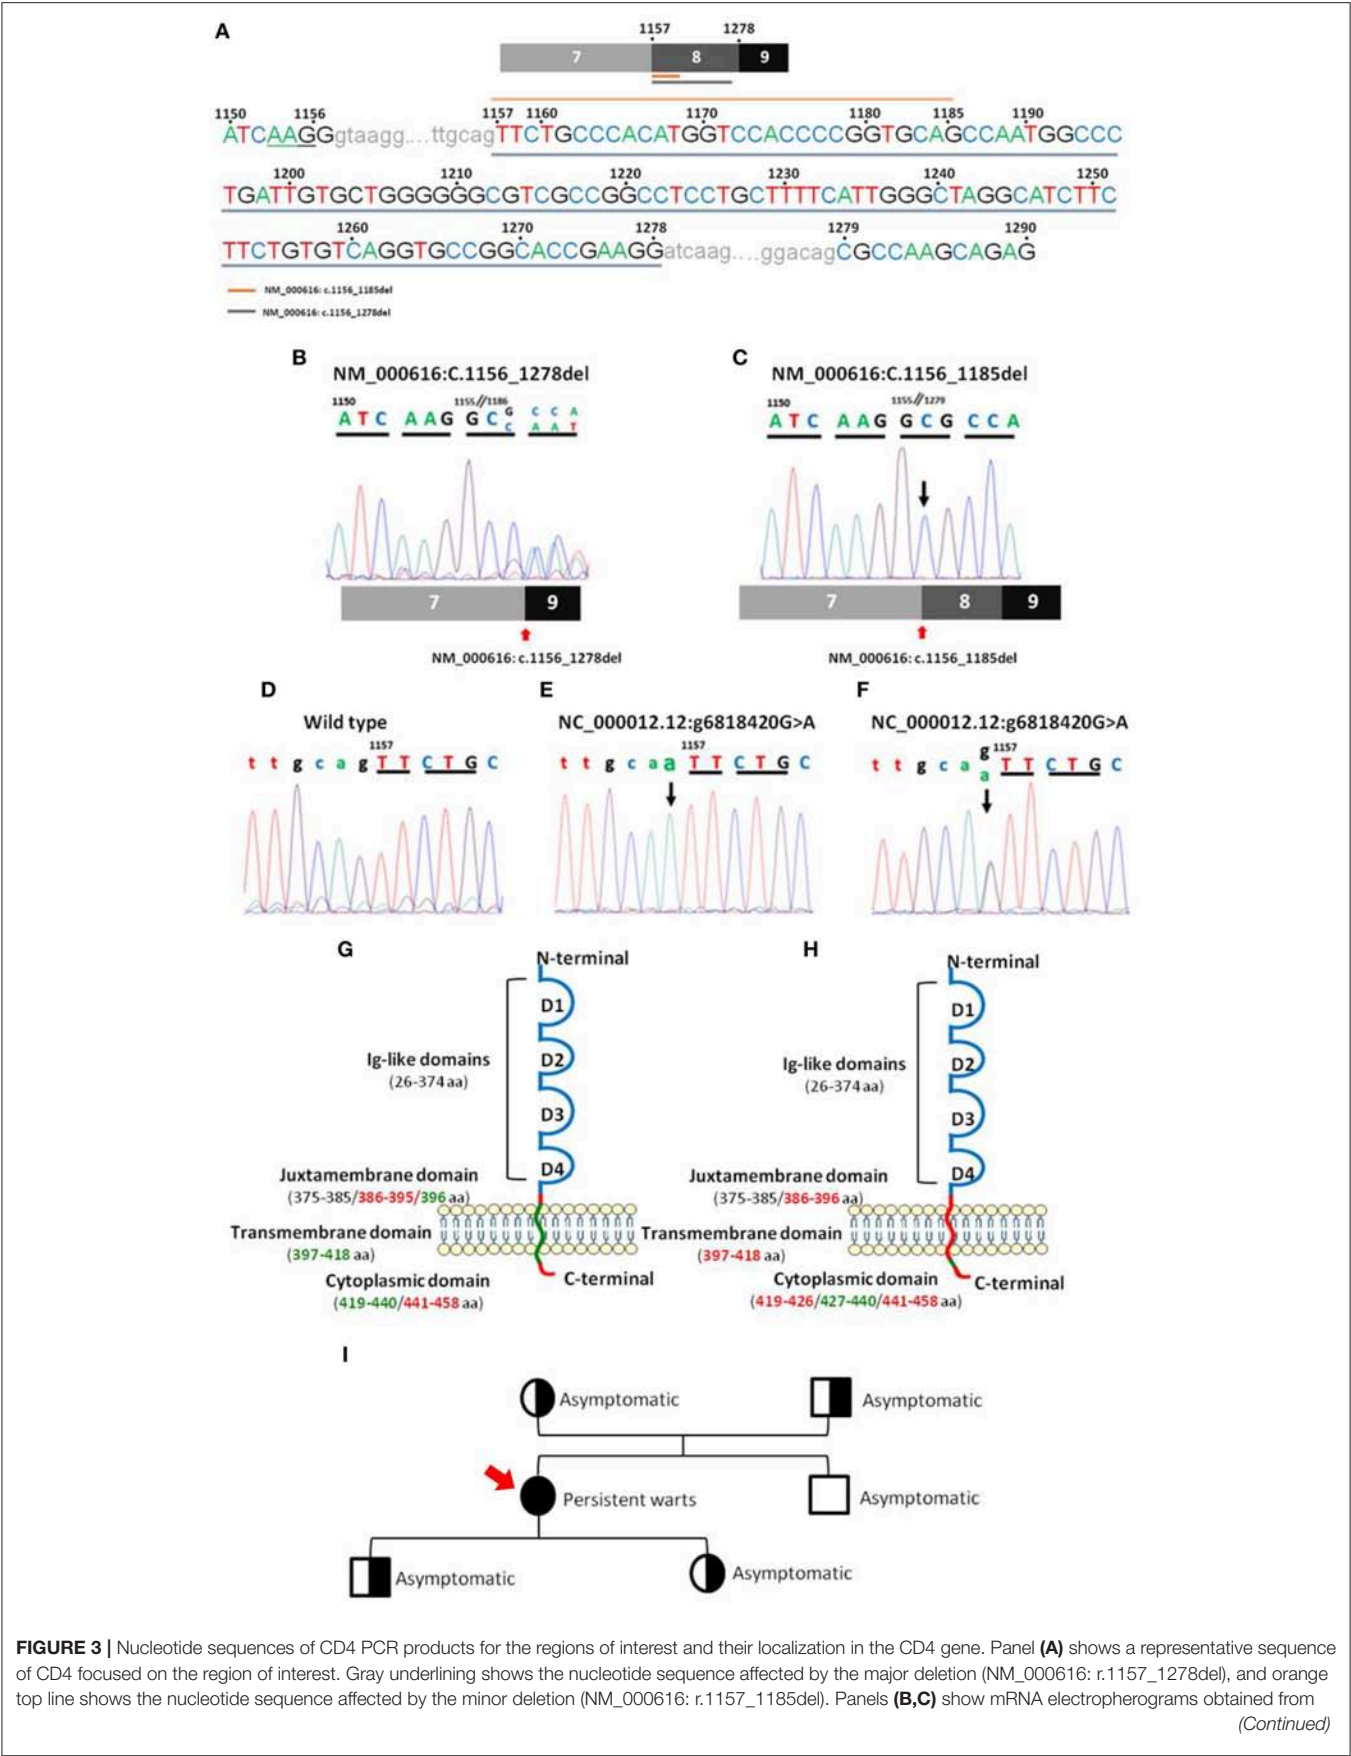 A
1157 1278
7 8 9
1150 1156 1157 1160 1170 1180 1185 1190
ATCAAGGgtaagg....ttgcagTTCTGCCCACATGGTCCACCCCGGTGCAGCCAATGGCCC
1200 1210 1220 1230 1240 1250
TGATTGTGCTGGGGGGCGTCGCCGGCCTCCTGCTTTTCATTGGGCTAGGCATCTTC
1260 1270 1278 1279 1290
TTCTGTGTCAGGTGCCGGCACCGAAGGatcaag....ggacagCGCCAAGCAGAG
NM_000616: c.1156_1185del
NM_000616: c.1156_1278del
B
NM_000616:C.1156_1278del
1150 1155//1186
G C C A
ATC AAG GC
C A A T
7 9
NM_000616: c.1156_1278del
C
NM_000616:C.1156_1185del
1150 1155//1279
ATC AAG GCG CCA
7 8 9
NM_000616: c.1156_1185del
D
Wild type
1157
t t g c a g T T C T G C
E
NC_000012.12:g6818420G>A
1157
t t g c a a T T C T G C
F
NC_000012.12:g6818420G>A
g 1157
t t g c a T T C T G C
a
G
N-terminal
D1
Ig-like domains
(26-374 aa)
D2
D3
D4
Juxtamembrane domain
(375-385/386-395/396 aa)
Transmembrane domain
(397-418 aa)
Cytoplasmic domain
(419-440/441-458 aa)
C-terminal
H
N-terminal
D1
Ig-like domains
(26-374 aa)
D2
D3
D4
Juxtamembrane domain
(375-385/386-396 aa)
Transmembrane domain
(397-418 aa)
Cytoplasmic domain
(419-426/427-440/441-458 aa)
C-terminal
I
Asymptomatic
Asymptomatic
Persistent warts
Asymptomatic
Asymptomatic
Asymptomatic
FIGURE 3 | Nucleotide sequences of CD4 PCR products for the regions of interest and their localization in the CD4 gene. Panel (A) shows a representative sequence
of CD4 focused on the region of interest. Gray underlining shows the nucleotide sequence affected by the major deletion (NM_000616: r.1157_1278del), and orange
top line shows the nucleotide sequence affected by the minor deletion (NM_000616: r.1157_1185del). Panels (B,C) show mRNA electropherograms obtained from
(Continued)